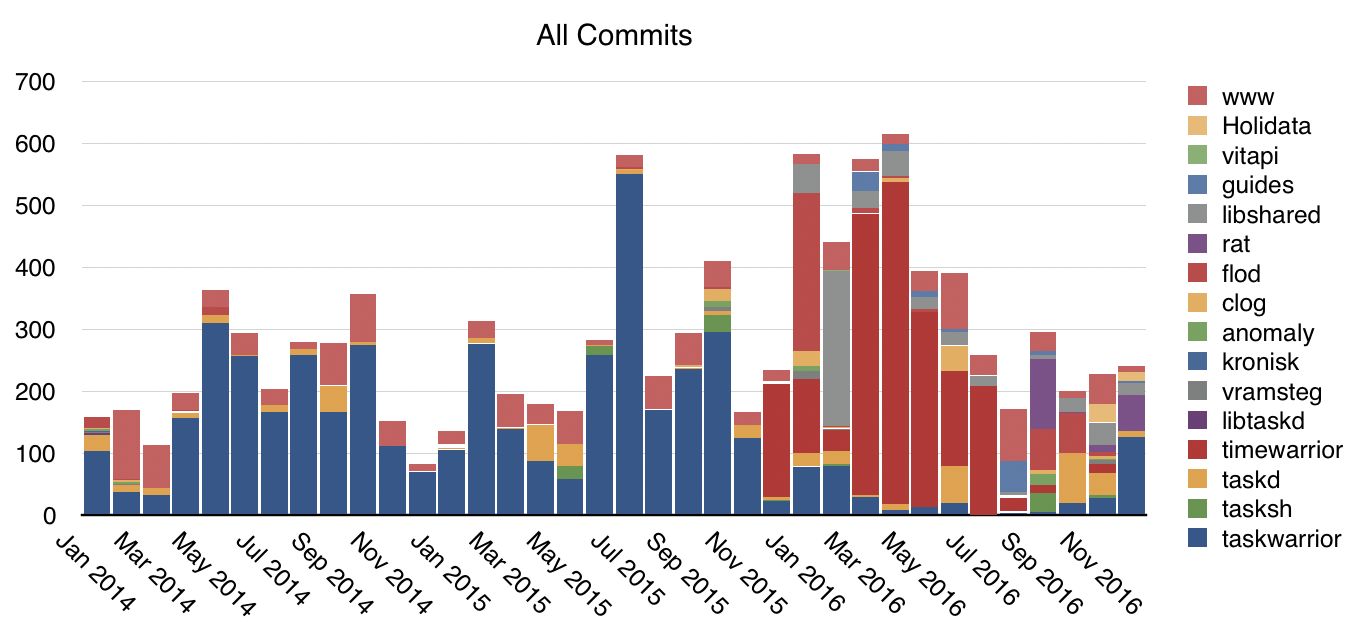 All Commits
700
600
500
400
300
200
100
0
Jan 2014
Mar 2014
May 2014
Jul 2014
Sep 2014
Nov 2014
Jan 2015
Mar 2015
May 2015
Jul 2015
Sep 2015
Nov 2015
Jan 2016
Mar 2016
May 2016
Jul 2016
Sep 2016
Nov 2016
www
Holidata
vitapi
guides
libshared
rat
flod
clog
anomaly
kronisk
vramsteg
libtaskd
timewarrior
taskd
tasksh
taskwarrior